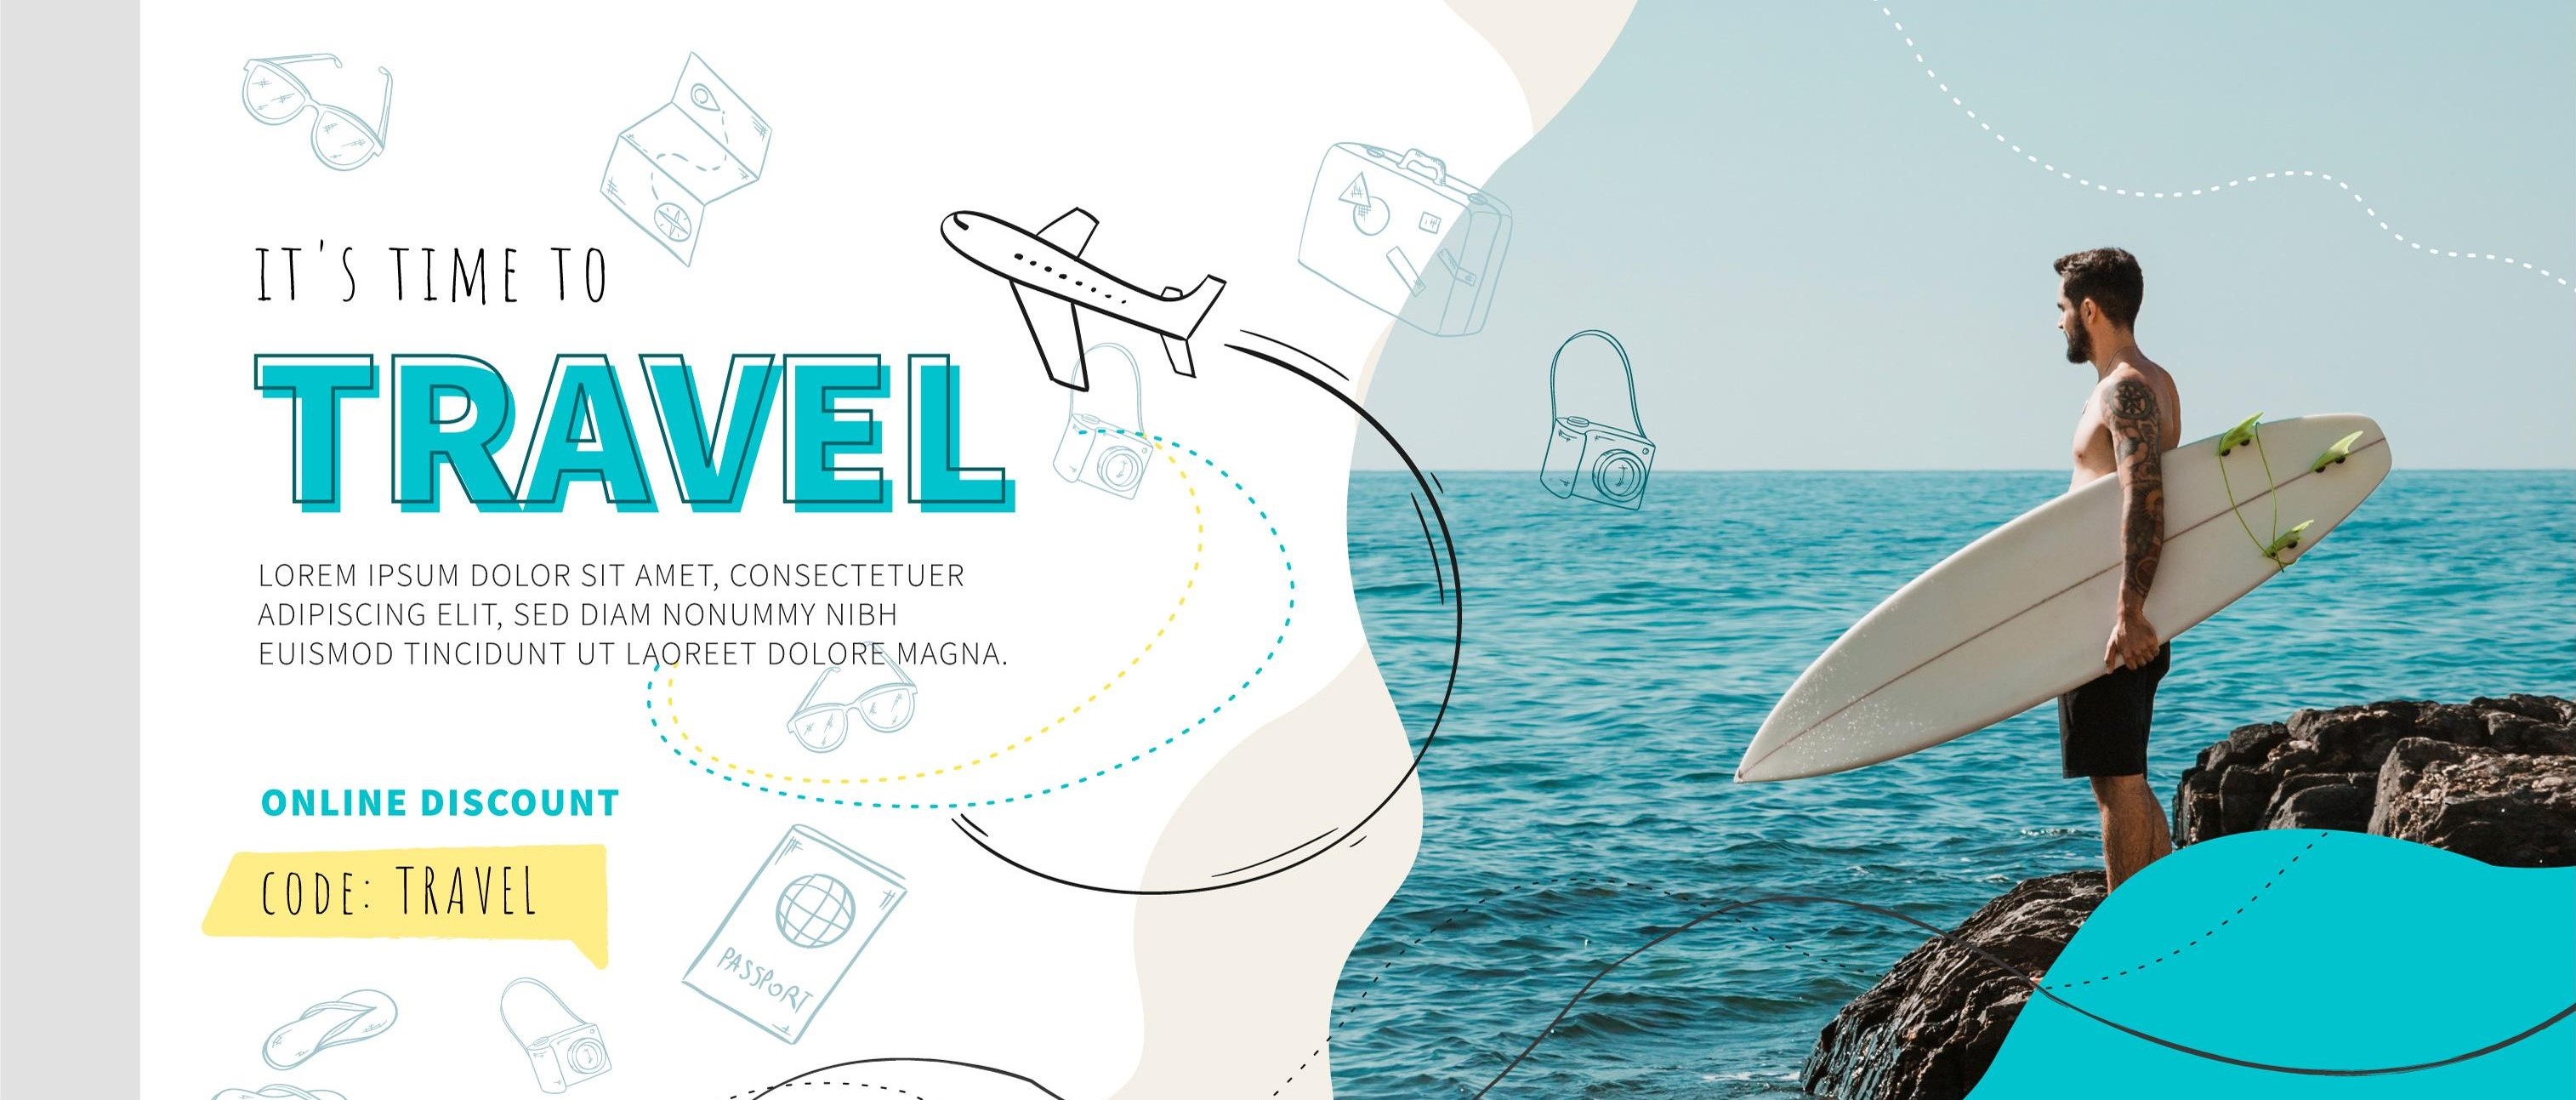 IT'S TIME TO
TRAVEL
LOREM IPSUM DOLOR SIT AMET, CONSECTETUER
ADIPISCING ELIT, SED DIAM NONUMMY NIBH
EUISMOD TINCIDUNT UT LAOREET DOLORE MAGNA.
ONLINE DISCOUNT
CODE: TRAVEL
PASSPORT